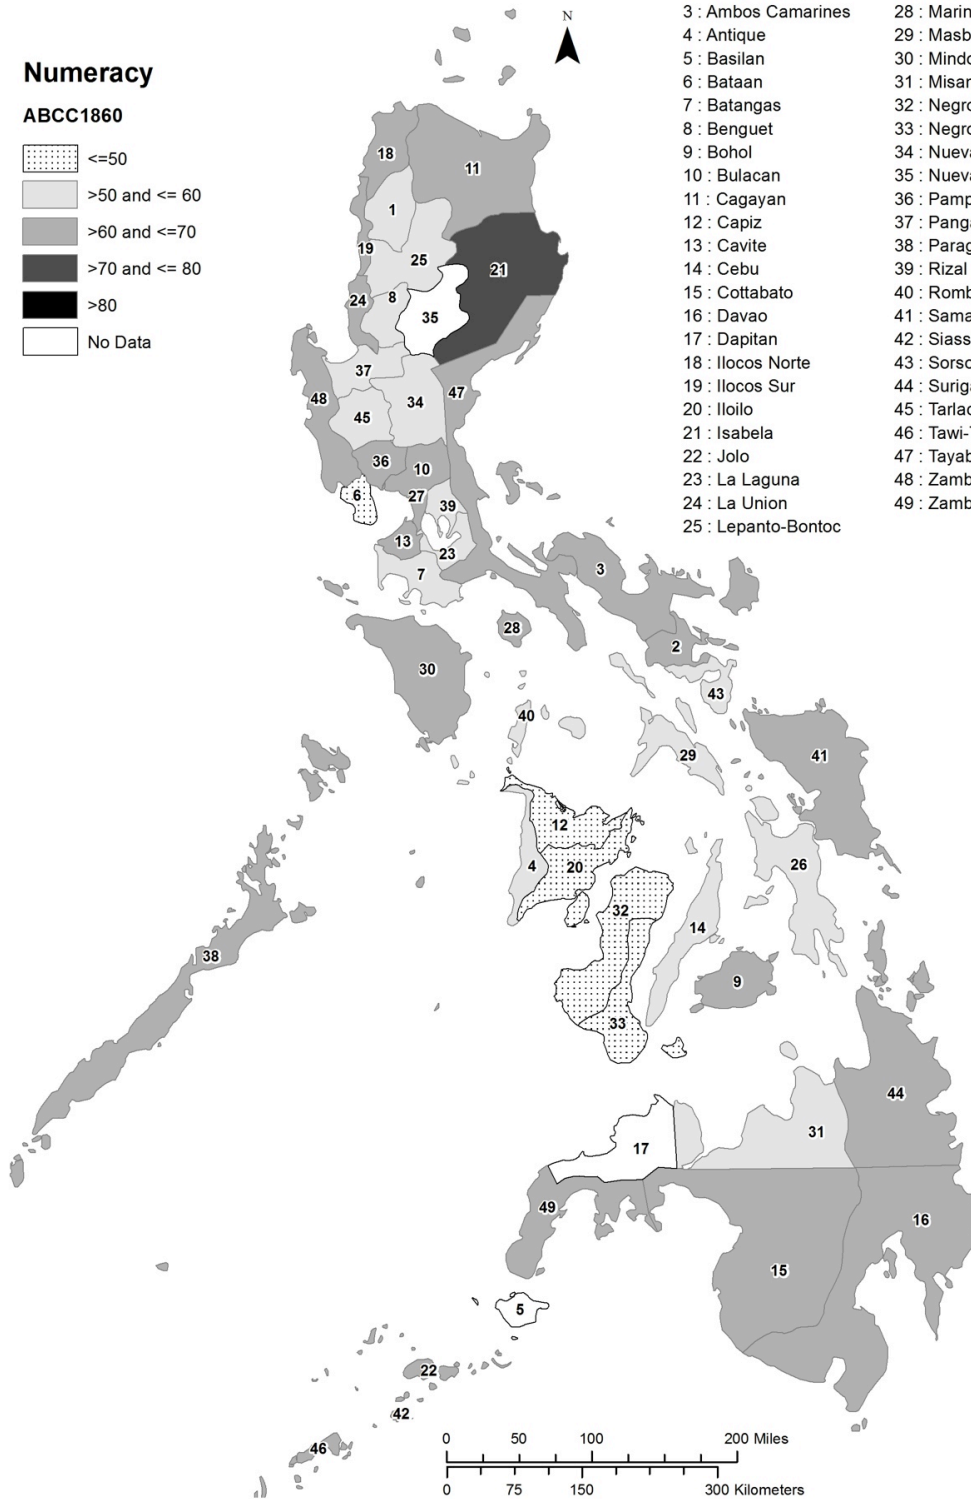 N
Numeracy
ABCC1860
<=50
>50 and <= 60
>60 and <=70
>70 and <= 80
>80
No Data
3 : Ambos Camarines
4 : Antique
5 : Basilan
6 : Bataan
7 : Batangas
8 : Benguet
9 : Bohol
10 : Bulacan
11 : Cagayan
12 : Capiz
13 : Cavite
14 : Cebu
15 : Cottabato
16 : Davao
17 : Dapitan
18 : Ilocos Norte
19 : Ilocos Sur
20 : Iloilo
21 : Isabela
22 : Jolo
23 : La Laguna
24 : La Union
25 : Lepanto-Bontoc
28 : Marin
29 : Masb
30 : Mindo
31 : Misar
32 : Negro
33 : Negro
34 : Nueva
35 : Nueva
36 : Pamp
37 : Panga
38 : Parag
39 : Rizal
40 : Romb
41 : Sama
42 : Siass
43 : Sorso
44 : Surig
45 : Tarlac
46 : Tawi-
47 : Tayab
48 : Zamb
49 : Zamb
18
11
1
19
25
21
8
24
35
37
48
47
34
45
36
10
6
27
39
13
23
7
3
28
2
30
43
40
29
41
12
4
20
26
32
14
38
9
33
44
31
17
49
16
15
5
22
42
46
0 50 100 200 Miles
0 75 150 300 Kilometers